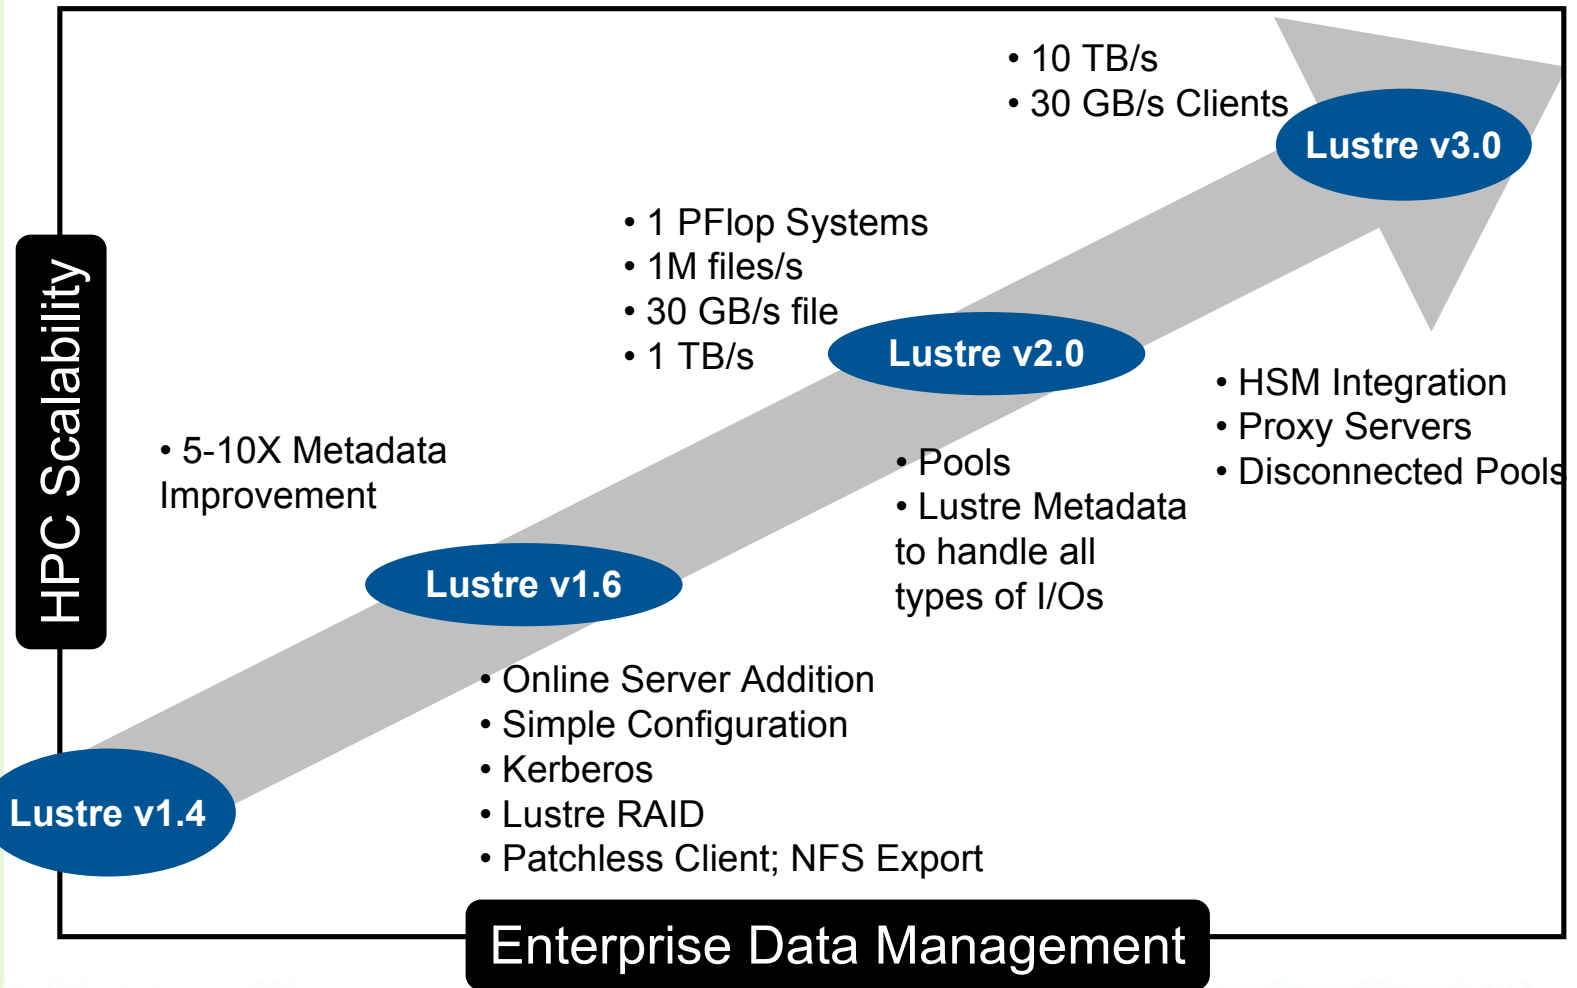 • 10 TB/s
• 30 GB/s Clients
Lustre v3.0
• 1 PFlop Systems
• 1M files/s
• 30 GB/s file
• 1 TB/s
Lustre v2.0
• HSM Integration
• Proxy Servers
• Disconnected Pools
HPC Scalability
• 5-10X Metadata
Improvement
• Pools
• Lustre Metadata
to handle all
types of I/Os
Lustre v1.6
• Online Server Addition
• Simple Configuration
• Kerberos
• Lustre RAID
• Patchless Client; NFS Export
Lustre v1.4
Enterprise Data Management